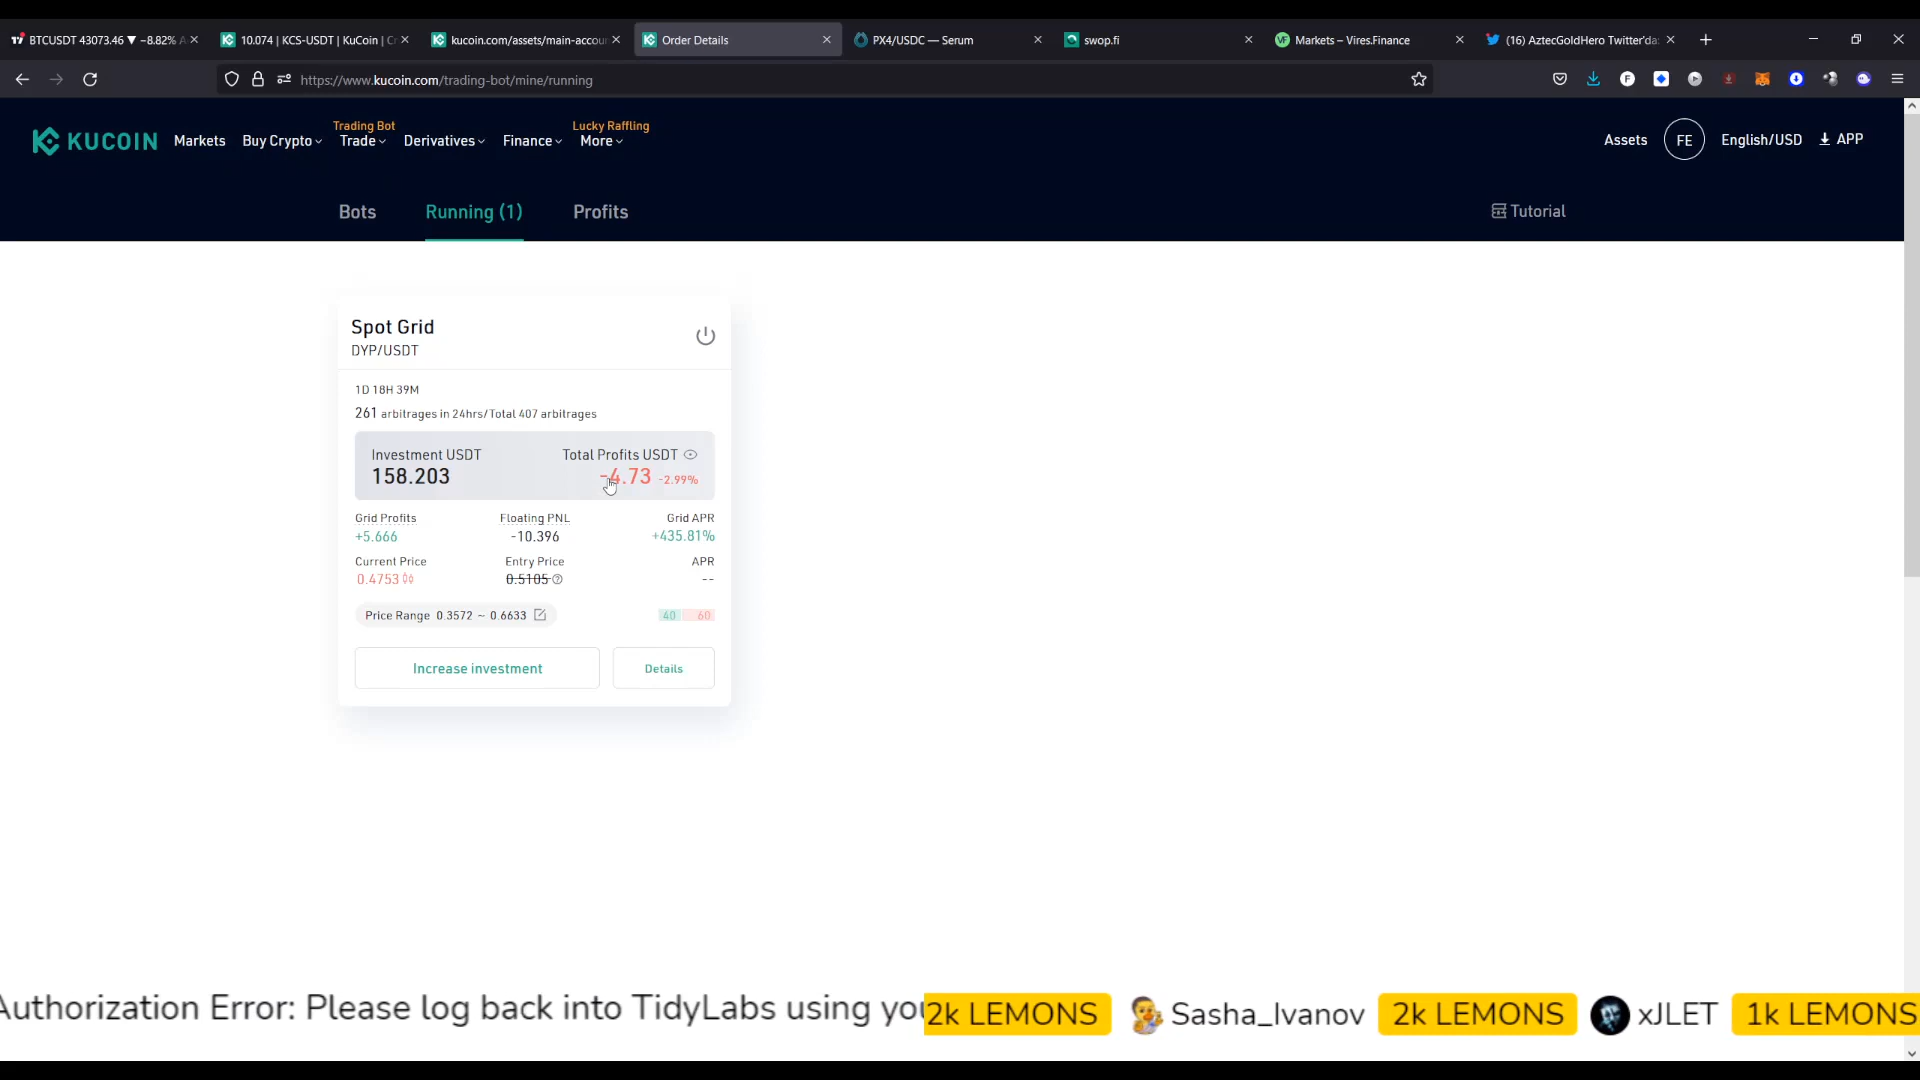 BTCUSDT 43073.46 ▼ −8.82%
10.074 | KCS-USDT | KuCoin | Cr
kucoin.com/assets/main-accou
Order Details
PX4/USDC — Serum
swop.fi
Markets – Vires.Finance
(16) AztecGoldHero Twitter'da:
https://www.kucoin.com/trading-bot/mine/running
KUCOIN
Markets
Buy Crypto
Trading Bot
Trade
Derivatives
Finance
Lucky Raffling
More
Assets
FE
English/USD
APP
Bots
Running (1)
Profits
Tutorial
Spot Grid
DYP/USDT
1D 18H 39M
261 arbitrages in 24hrs/Total 407 arbitrages
Investment USDT
Total Profits USDT
158.203
-4.73 -2.99%
Grid Profits
Floating PNL
Grid APR
+5.666
-10.396
+435.81%
Current Price
Entry Price
APR
0.4753
0.5105
--
Price Range 0.3572 ~ 0.6633
40 60
Increase investment
Details
Authorization Error: Please log back into TidyLabs using you
2k LEMONS
Sasha_Ivanov
2k LEMONS
xJLET
1k LEMONS